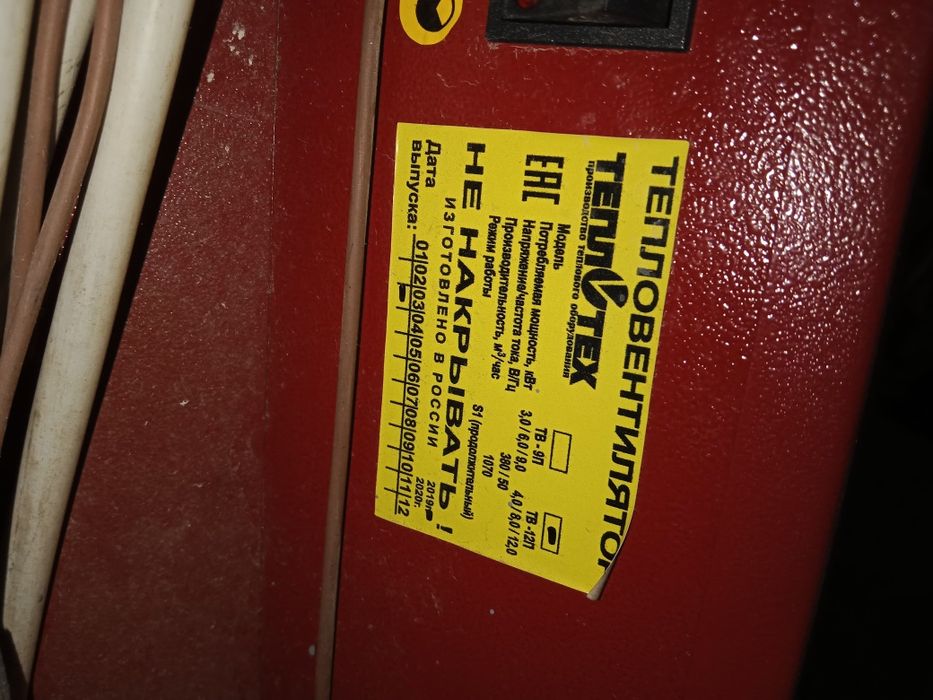 ТЕПЛОВЕНТИЛЯТОР
ТЕПЛОТЕХ
производство теплового оборудования
ЕАС
Модель ТВ - 9П ТВ -12П
Потребляемая мощность, кВт 3,0 / 6,0 / 9,0 4,0 / 8,0 / 12,0
Напряжение/частота тока, В/Гц 380 / 50
Производительность, м³/час 1070
Режим работы S1 (продолжительный)
НЕ НАКРЫВАТЬ !
ИЗГОТОВЛЕНО В РОССИИ
Дата выпуска: 01|02|03|04|05|06|07|08|09|10|11|12
2019г.
2020г.